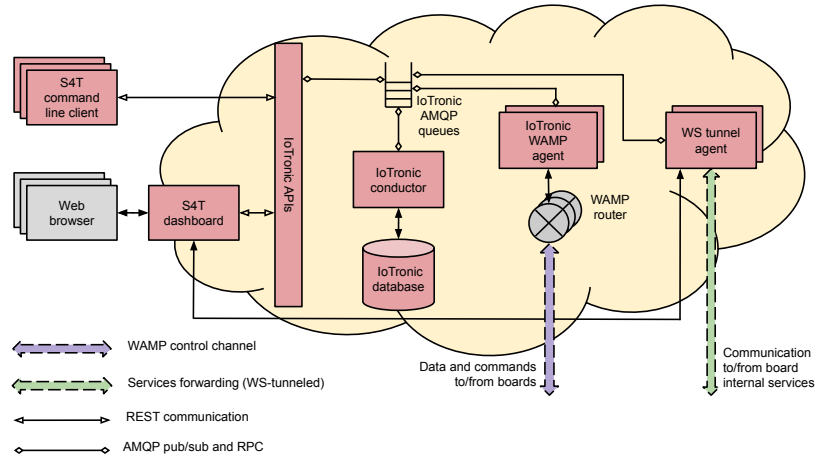 S4T
command
line client
Web
browser
S4T
dashboard
IoTronic APIs
IoTronic
AMQP
queues
IoTronic
conductor
IoTronic
database
IoTronic
WAMP
agent
WAMP
router
WS tunnel
agent
WAMP control channel
Services forwarding (WS-tunneled)
REST communication
AMQP pub/sub and RPC
Data and commands
to/from boards
Communication
to/from board
internal services